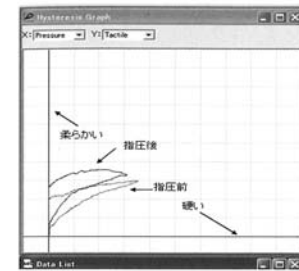 Hysteresis Graph
X: Pressure Y: Tactile
柔らかい
指圧後
指圧前
硬い
Data List